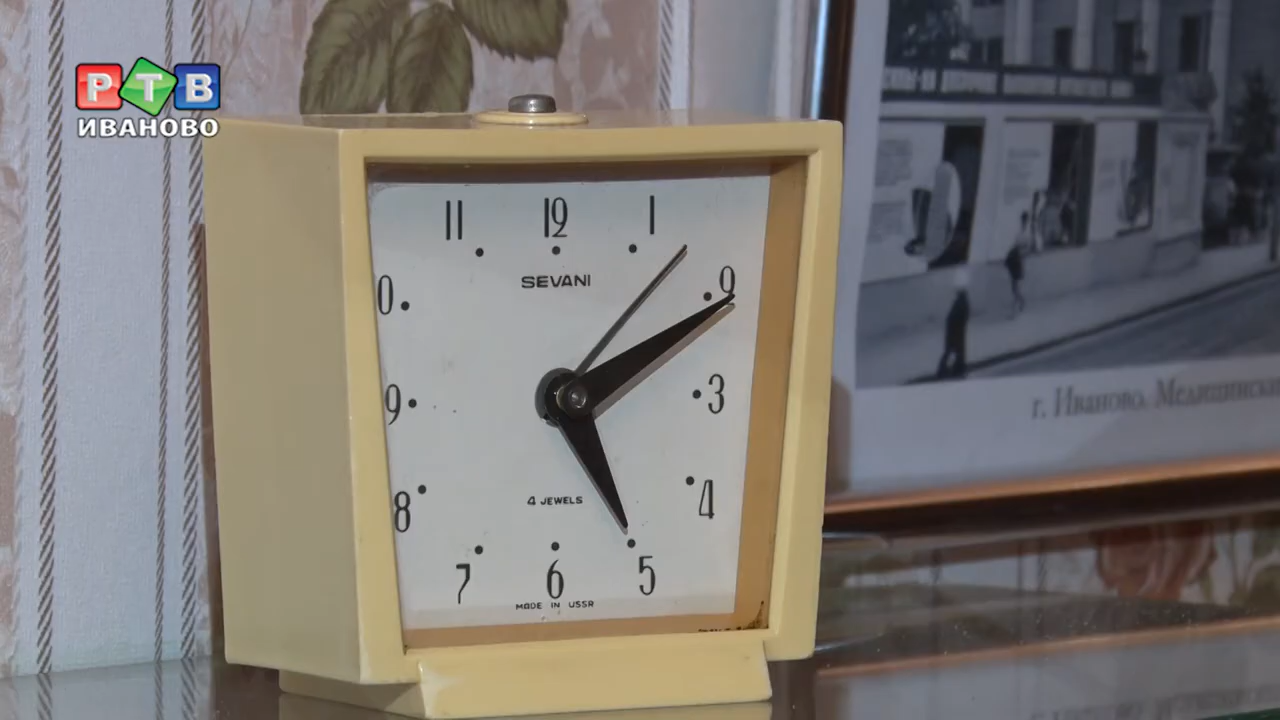 РТВ
ИВАНОВО
11 12 1
SEVANI
0
9 3
4 JEWELS
8 4
7 6 5
MADE IN USSR
г. Иваново.